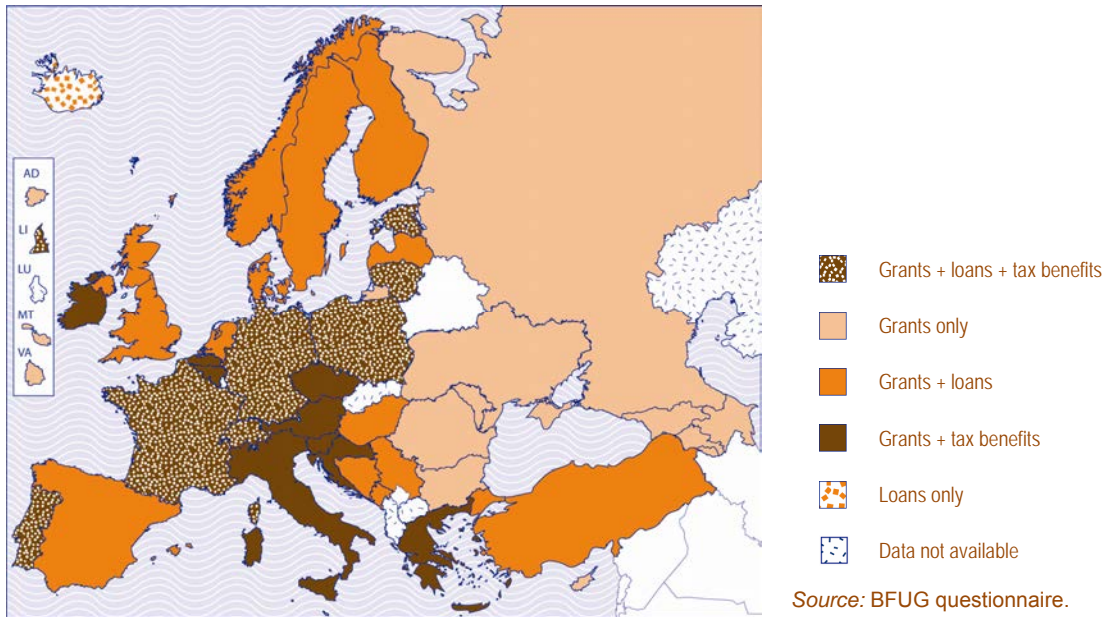 AD
LI
LU
MT
VA
Grants + loans + tax benefits
Grants only
Grants + loans
Grants + tax benefits
Loans only
Data not available
Source: BFUG questionnaire.